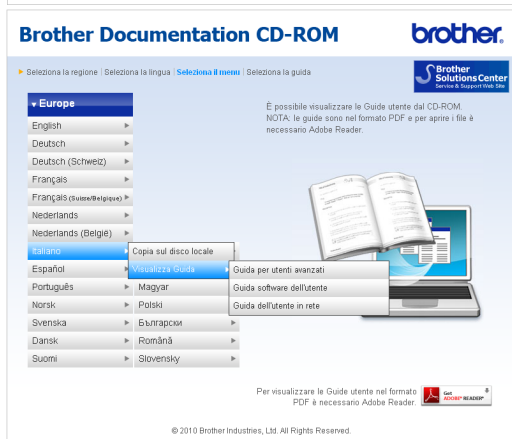 Brother Documentation CD-ROM
brother.
Seleziona la regione | Seleziona la lingua | Seleziona il menu | Seleziona la guida
Brother
SolutionsCenter
Service & Support Web Site
Europe
È possibile visualizzare le Guide utente dal CD-ROM.
NOTA: le guide sono nel formato PDF e per aprire i file è
necessario Adobe Reader.
English
Deutsch
Deutsch (Schweiz)
Français
Français (Suisse/Belgique)
Nederlands
Nederlands (België)
Italiano
Copia sul disco locale
Español
Visualizza Guida
Guida per utenti avanzati
Português
Magyar
Guida software dell'utente
Norsk
Polski
Guida dell'utente in rete
Svenska
Български
Dansk
Română
Suomi
Slovensky
Per visualizzare le Guide utente nel formato
PDF è necessario Adobe Reader.
Get
ADOBE® READER®
© 2010 Brother Industries, Ltd. All Rights Reserved.